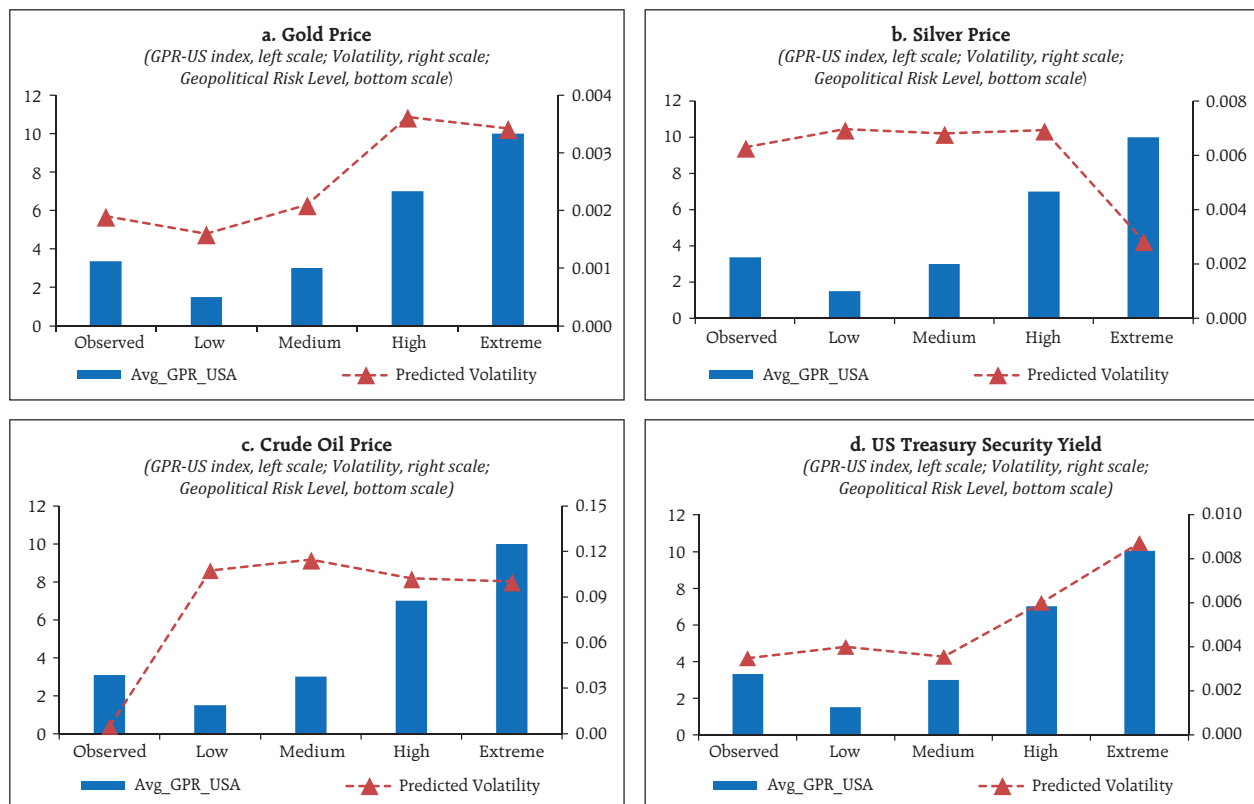 a. Gold Price
(GPR-US index, left scale; Volatility, right scale;
Geopolitical Risk Level, bottom scale)
12
10
8
6
4
2
0
0.004
0.003
0.002
0.001
0.000
Observed Low Medium High Extreme
Avg_GPR_USA Predicted Volatility
b. Silver Price
(GPR-US index, left scale; Volatility, right scale;
Geopolitical Risk Level, bottom scale)
12
10
8
6
4
2
0
0.008
0.006
0.004
0.002
0.000
Observed Low Medium High Extreme
Avg_GPR_USA Predicted Volatility
c. Crude Oil Price
(GPR-US index, left scale; Volatility, right scale;
Geopolitical Risk Level, bottom scale)
12
10
8
6
4
2
0
0.15
0.12
0.09
0.06
0.03
0.00
Observed Low Medium High Extreme
Avg_GPR_USA Predicted Volatility
d. US Treasury Security Yield
(GPR-US index, left scale; Volatility, right scale;
Geopolitical Risk Level, bottom scale)
12
10
8
6
4
2
0
0.010
0.008
0.006
0.004
0.002
0.000
Observed Low Medium High Extreme
Avg_GPR_USA Predicted Volatility